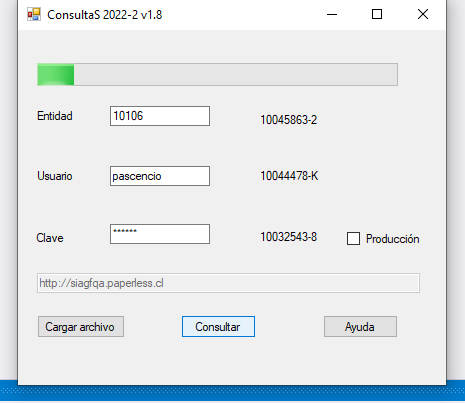 ConsultaS 2022-2 v1.8
Entidad 10106 10045863-2
Usuario pascencio 10044478-K
Clave ****** 10032543-8 Producción
http://siagfqa.paperless.cl
Cargar archivo Consultar Ayuda